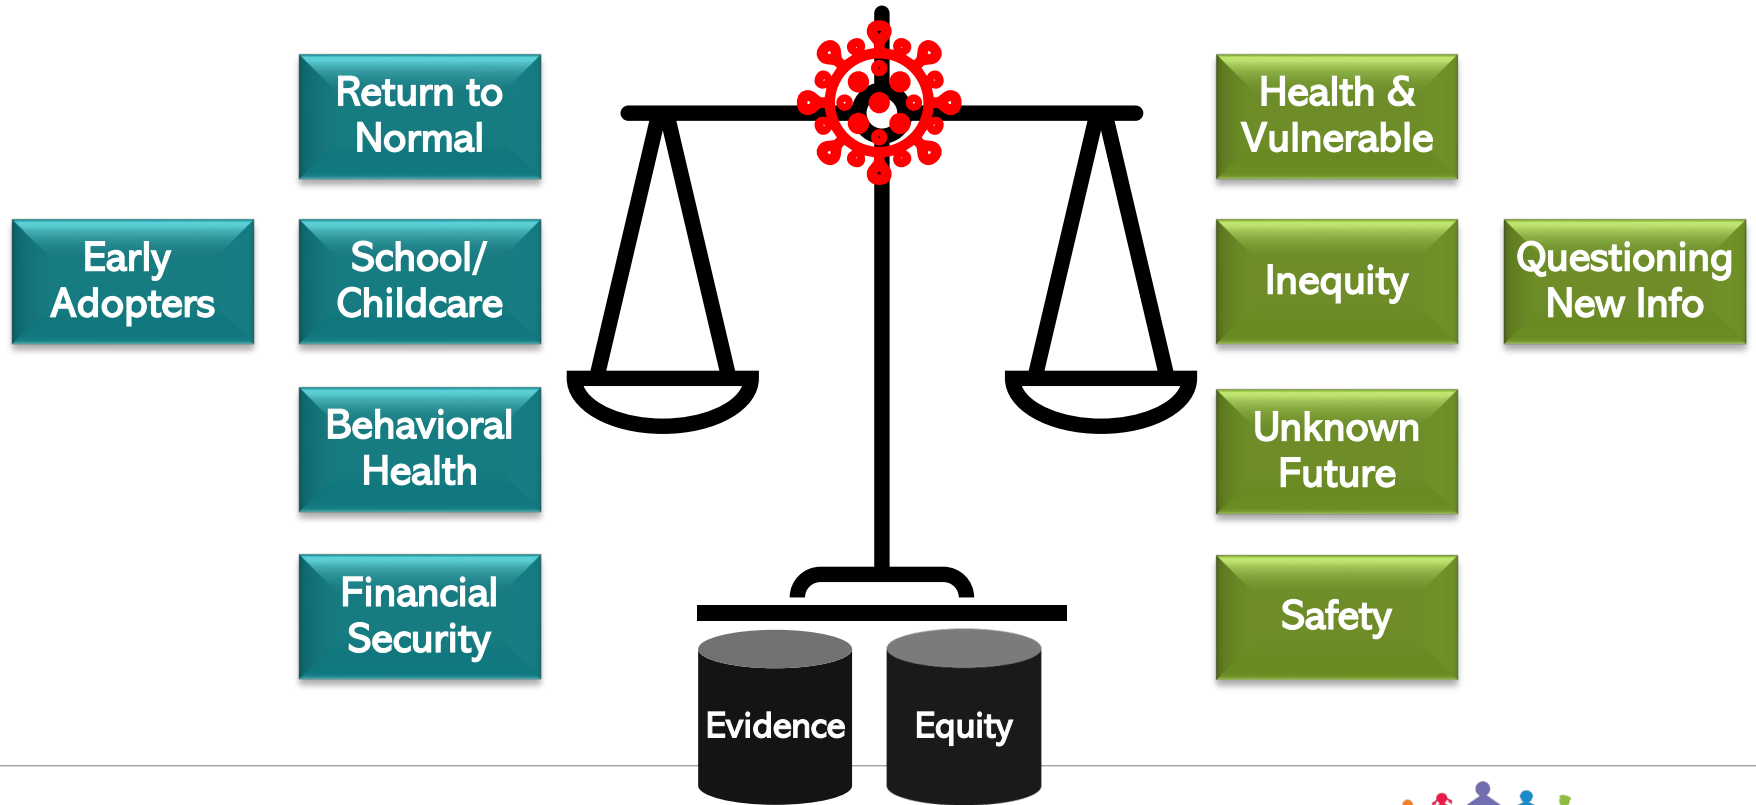 Return to
Normal
Health &
Vulnerable
Early
Adopters
School/
Childcare
Inequity
Questioning
New Info
Behavioral
Health
Unknown
Future
Financial
Security
Safety
Evidence
Equity